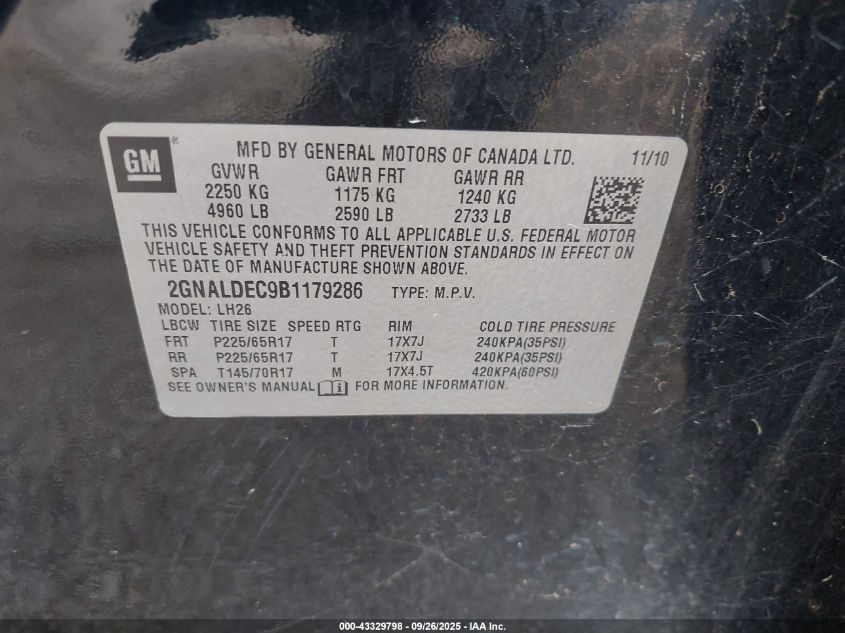 GM ® MFD BY GENERAL MOTORS OF CANADA LTD. 11/10
GVWR GAWR FRT GAWR RR
2250 KG 1175 KG 1240 KG
4960 LB 2590 LB 2733 LB
THIS VEHICLE CONFORMS TO ALL APPLICABLE U.S. FEDERAL MOTOR
VEHICLE SAFETY AND THEFT PREVENTION STANDARDS IN EFFECT ON
THE DATE OF MANUFACTURE SHOWN ABOVE.
2GNALDEC9B1179286 TYPE: M.P.V.
MODEL: LH26
LBCW TIRE SIZE SPEED RTG RIM COLD TIRE PRESSURE
FRT P225/65R17 T 17X7J 240KPA(35PSI)
RR P225/65R17 T 17X7J 240KPA(35PSI)
SPA T145/70R17 M 17X4.5T 420KPA(60PSI)
SEE OWNER'S MANUAL FOR MORE INFORMATION.
000-43329798 - 09/26/2025 - IAA Inc.